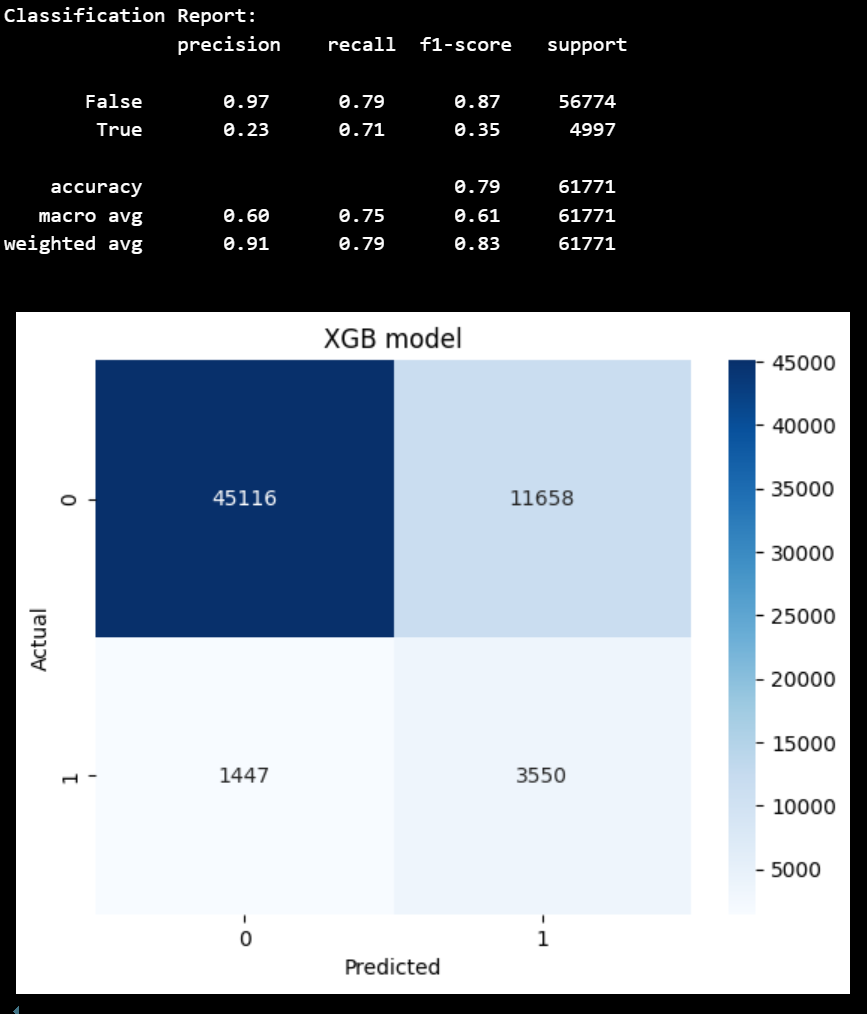 Classification Report:
precision recall f1-score support
False 0.97 0.79 0.87 56774
True 0.23 0.71 0.35 4997
accuracy 0.79 61771
macro avg 0.60 0.75 0.61 61771
weighted avg 0.91 0.79 0.83 61771
XGB model
45000
40000
35000
30000
25000
20000
15000
10000
5000
Actual
0
45116 11658
1
1447 3550
0 1
Predicted